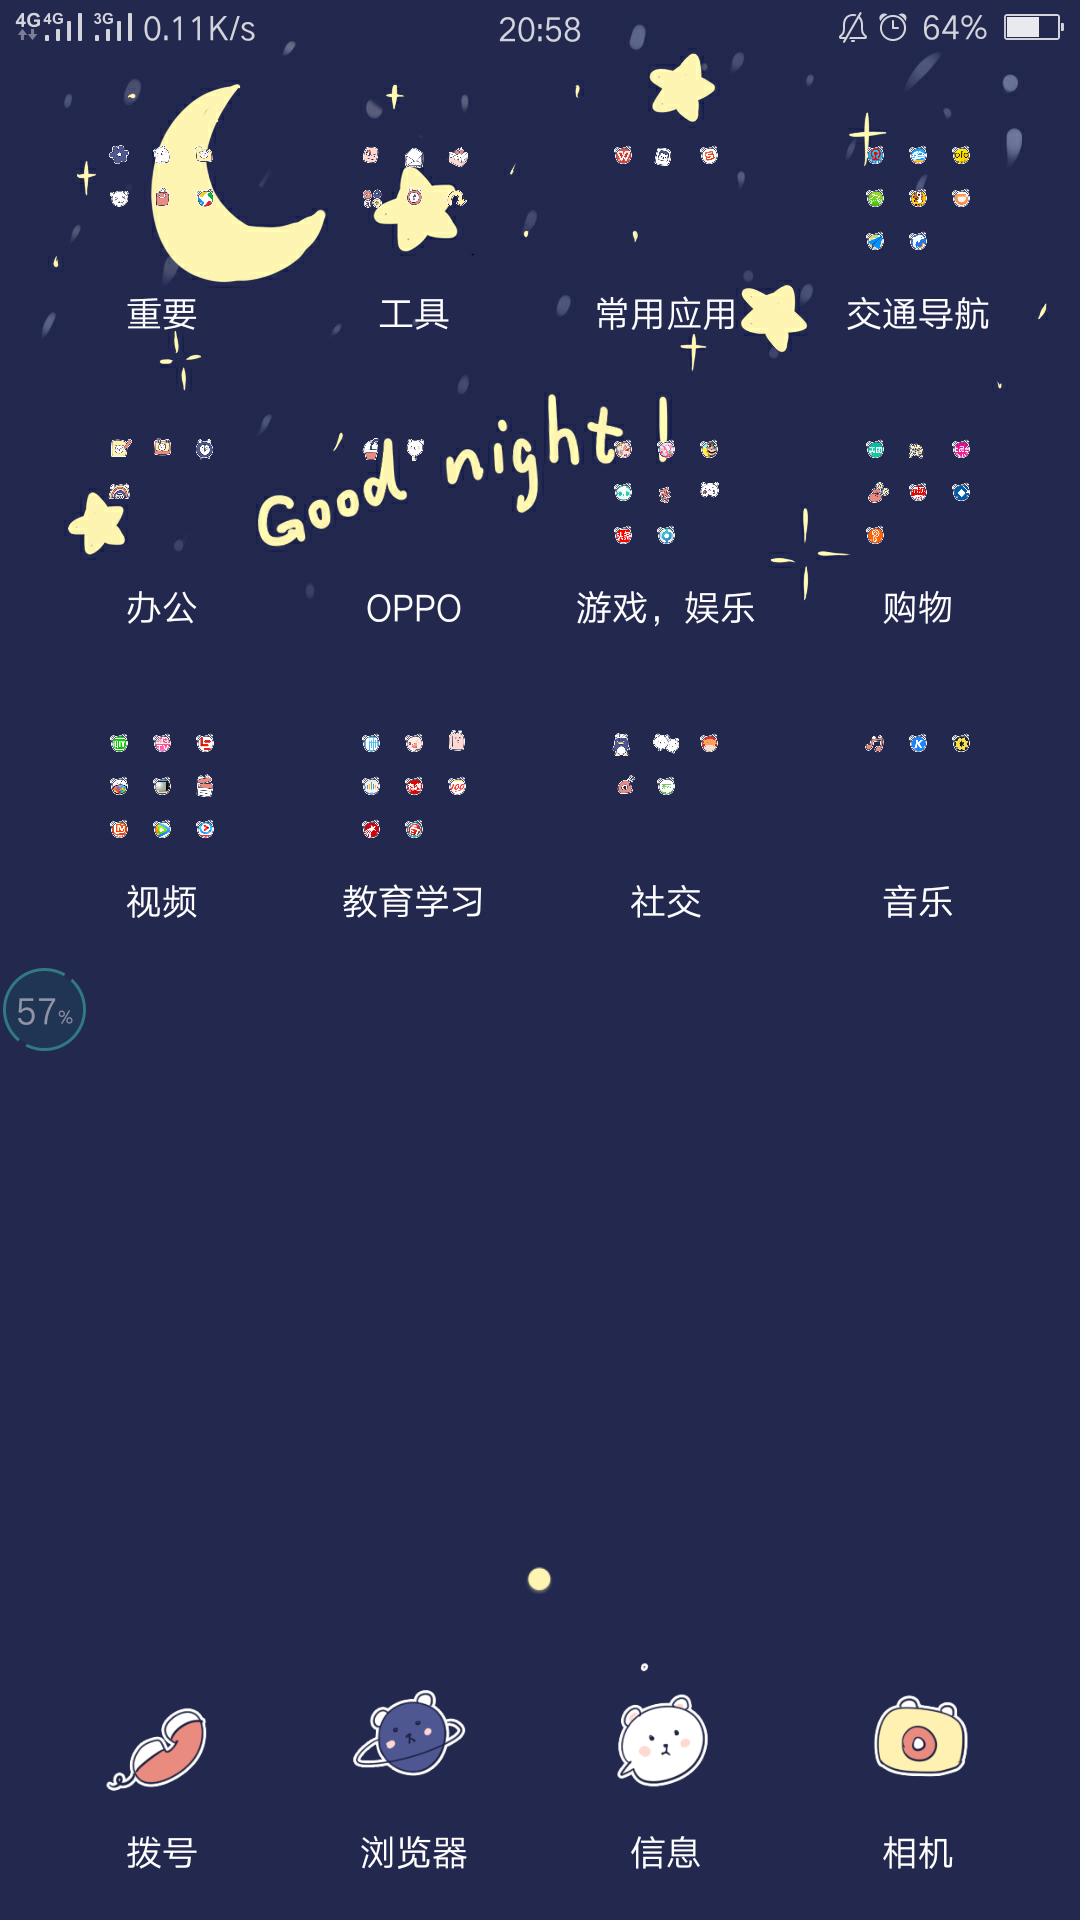 4G 4G 3G 0.11K/s 20:58 64%
重要 工具 常用应用 交通导航
Good night!
办公 OPPO 游戏，娱乐 购物
视频 教育学习 社交 音乐
57%
拨号 浏览器 信息 相机